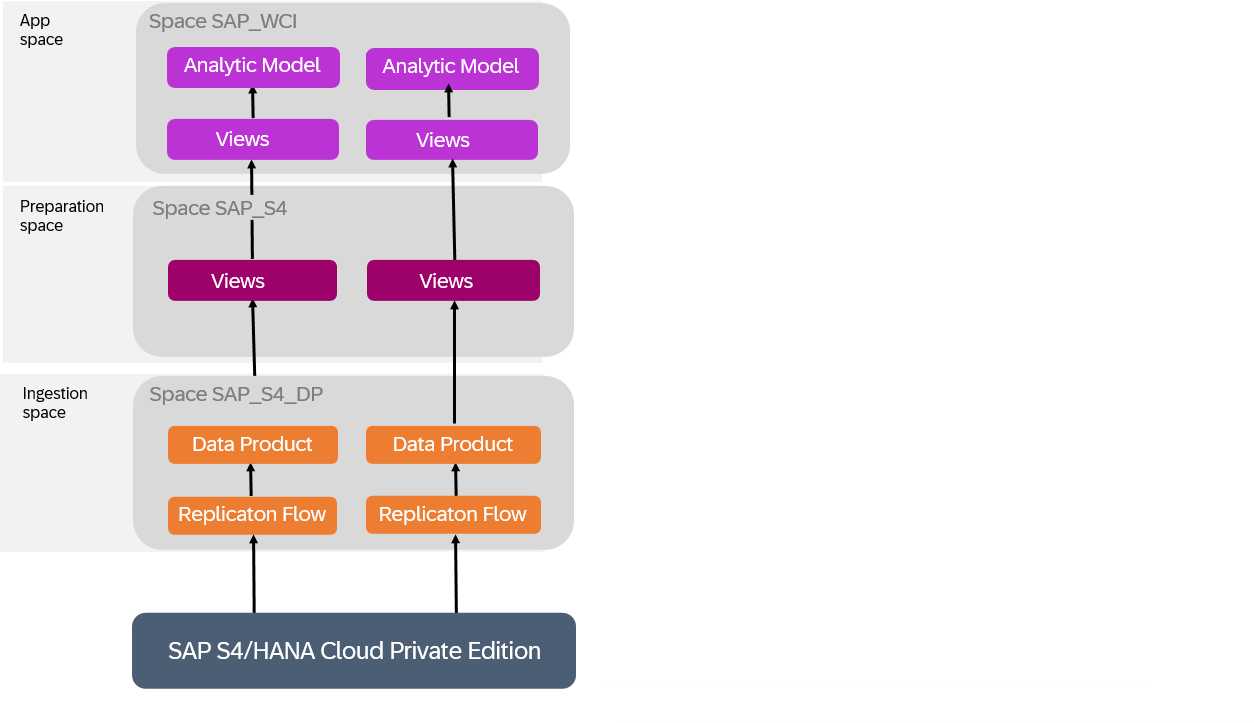 App
space
Space SAP_WCI
Analytic Model
Analytic Model
Views
Views
Preparation
space
Space SAP_S4
Views
Views
Ingestion
space
Space SAP_S4_DP
Data Product
Data Product
Replicaton Flow
Replicaton Flow
SAP S4/HANA Cloud Private Edition